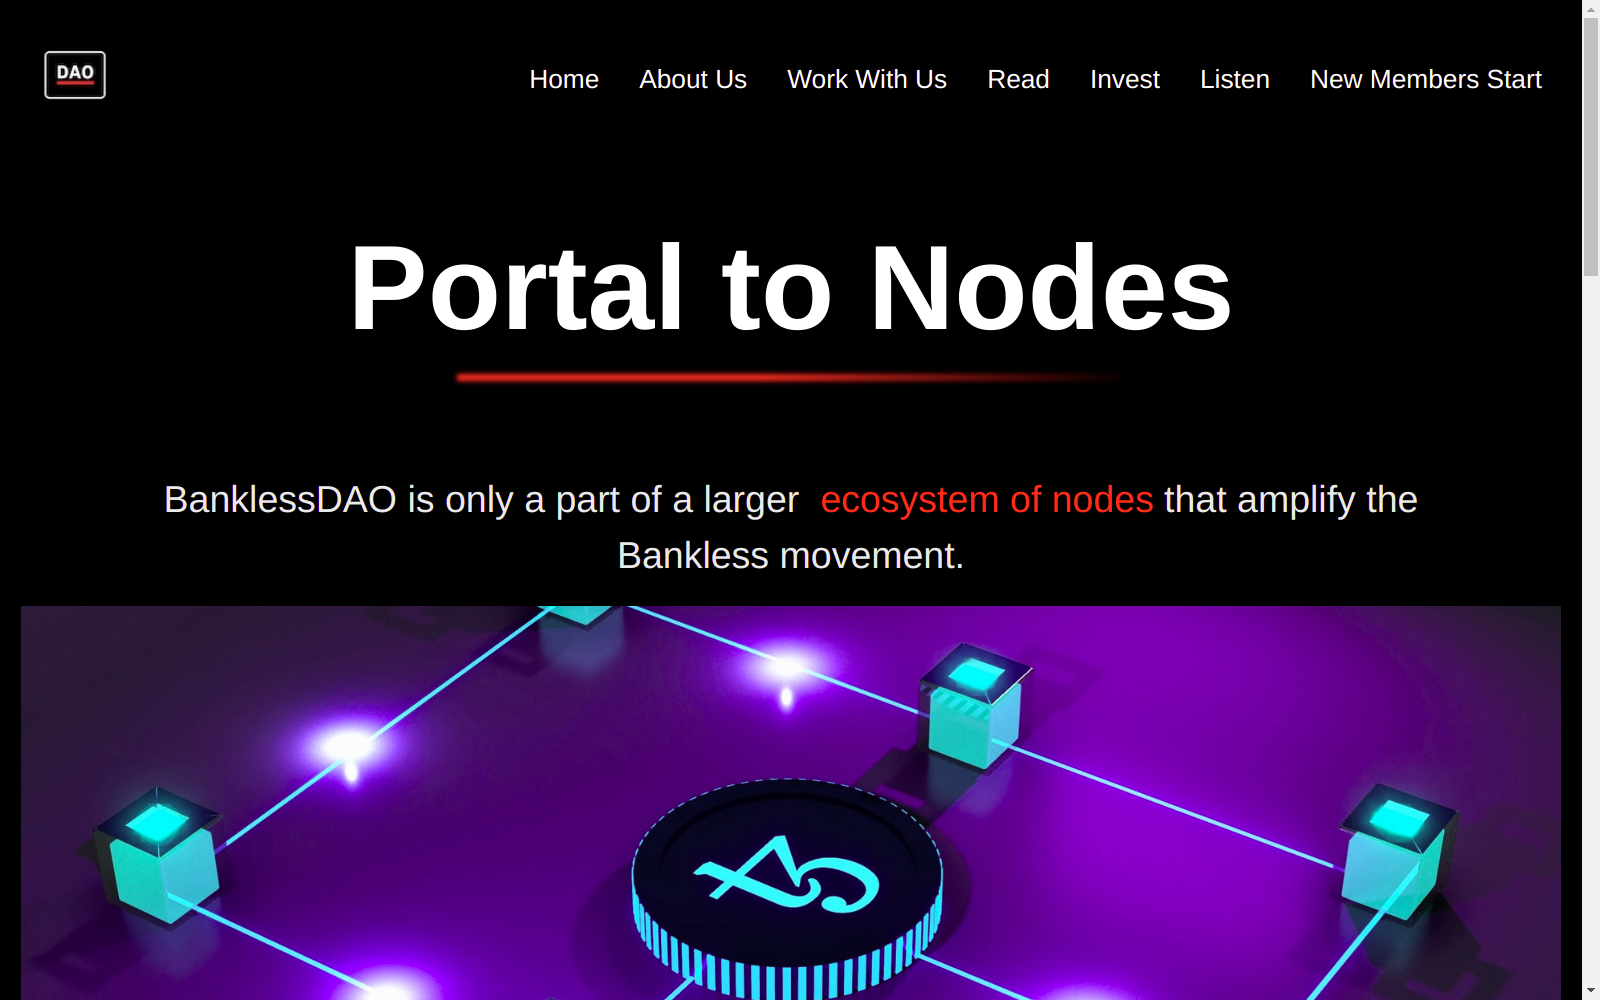 DAO
Home About Us Work With Us Read Invest Listen New Members Start
Portal to Nodes
BanklessDAO is only a part of a larger ecosystem of nodes that amplify the
Bankless movement.